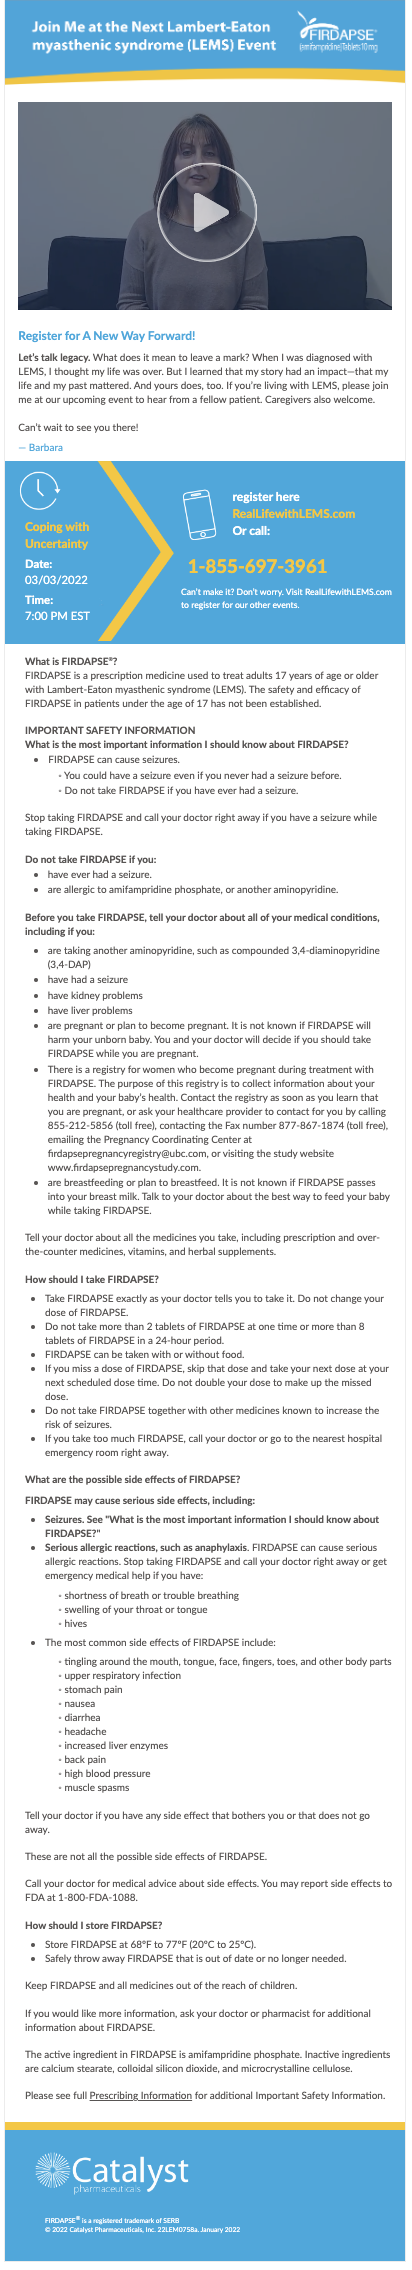 Join Me at the Next Lambert-Eaton
myasthenic syndrome (LEMS) Event
FIRDAPSE®
(amifampridine) Tablets 10 mg
Register for A New Way Forward!
Let's talk legacy. What does it mean to leave a mark? When I was diagnosed with
LEMS, I thought my life was over. But I learned that my story had an impact—that my
life and my past mattered. And yours does, too. If you're living with LEMS, please join
me at our upcoming event to hear from a fellow patient. Caregivers also welcome.
Can't wait to see you there!
— Barbara
Coping with
Uncertainty
Date:
03/03/2022
Time:
7:00 PM EST
register here
RealLifewithLEMS.com
Or call:
1-855-697-3961
Can't make it? Don't worry. Visit RealLifewithLEMS.com
to register for our other events.
What is FIRDAPSE®?
FIRDAPSE is a prescription medicine used to treat adults 17 years of age or older
with Lambert-Eaton myasthenic syndrome (LEMS). The safety and efficacy of
FIRDAPSE in patients under the age of 17 has not been established.
IMPORTANT SAFETY INFORMATION
What is the most important information I should know about FIRDAPSE?
• FIRDAPSE can cause seizures.
- You could have a seizure even if you never had a seizure before.
- Do not take FIRDAPSE if you have ever had a seizure.
Stop taking FIRDAPSE and call your doctor right away if you have a seizure while
taking FIRDAPSE.
Do not take FIRDAPSE if you:
• have ever had a seizure.
• are allergic to amifampridine phosphate, or another aminopyridine.
Before you take FIRDAPSE, tell your doctor about all of your medical conditions,
including if you:
• are taking another aminopyridine, such as compounded 3,4-diaminopyridine
(3,4-DAP)
• have had a seizure
• have kidney problems
• have liver problems
• are pregnant or plan to become pregnant. It is not known if FIRDAPSE will
harm your unborn baby. You and your doctor will decide if you should take
FIRDAPSE while you are pregnant.
• There is a registry for women who become pregnant during treatment with
FIRDAPSE. The purpose of this registry is to collect information about your
health and your baby's health. Contact the registry as soon as you learn that
you are pregnant, or ask your healthcare provider to contact for you by calling
855-212-5856 (toll free), contacting the Fax number 877-867-1874 (toll free),
emailing the Pregnancy Coordinating Center at
firdapsepregnancyregistry@ubc.com, or visiting the study website
www.firdapsepregnancystudy.com.
• are breastfeeding or plan to breastfeed. It is not known if FIRDAPSE passes
into your breast milk. Talk to your doctor about the best way to feed your baby
while taking FIRDAPSE.
Tell your doctor about all the medicines you take, including prescription and over-
the-counter medicines, vitamins, and herbal supplements.
How should I take FIRDAPSE?
• Take FIRDAPSE exactly as your doctor tells you to take it. Do not change your
dose of FIRDAPSE.
• Do not take more than 2 tablets of FIRDAPSE at one time or more than 8
tablets of FIRDAPSE in a 24-hour period.
• FIRDAPSE can be taken with or without food.
• If you miss a dose of FIRDAPSE, skip that dose and take your next dose at your
next scheduled dose time. Do not double your dose to make up the missed
dose.
• Do not take FIRDAPSE together with other medicines known to increase the
risk of seizures.
• If you take too much FIRDAPSE, call your doctor or go to the nearest hospital
emergency room right away.
What are the possible side effects of FIRDAPSE?
FIRDAPSE may cause serious side effects, including:
• Seizures. See "What is the most important information I should know about
FIRDAPSE?"
• Serious allergic reactions, such as anaphylaxis. FIRDAPSE can cause serious
allergic reactions. Stop taking FIRDAPSE and call your doctor right away or get
emergency medical help if you have:
- shortness of breath or trouble breathing
- swelling of your throat or tongue
- hives
• The most common side effects of FIRDAPSE include:
- tingling around the mouth, tongue, face, fingers, toes, and other body parts
- upper respiratory infection
- stomach pain
- nausea
- diarrhea
- headache
- increased liver enzymes
- back pain
- high blood pressure
- muscle spasms
Tell your doctor if you have any side effect that bothers you or that does not go
away.
These are not all the possible side effects of FIRDAPSE.
Call your doctor for medical advice about side effects. You may report side effects to
FDA at 1-800-FDA-1088.
How should I store FIRDAPSE?
• Store FIRDAPSE at 68°F to 77°F (20°C to 25°C).
• Safely throw away FIRDAPSE that is out of date or no longer needed.
Keep FIRDAPSE and all medicines out of the reach of children.
If you would like more information, ask your doctor or pharmacist for additional
information about FIRDAPSE.
The active ingredient in FIRDAPSE is amifampridine phosphate. Inactive ingredients
are calcium stearate, colloidal silicon dioxide, and microcrystalline cellulose.
Please see full Prescribing Information for additional Important Safety Information.
Catalyst
pharmaceuticals
FIRDAPSE® is a registered trademark of SERB
© 2022 Catalyst Pharmaceuticals, Inc. 22LEM0758a. January 2022